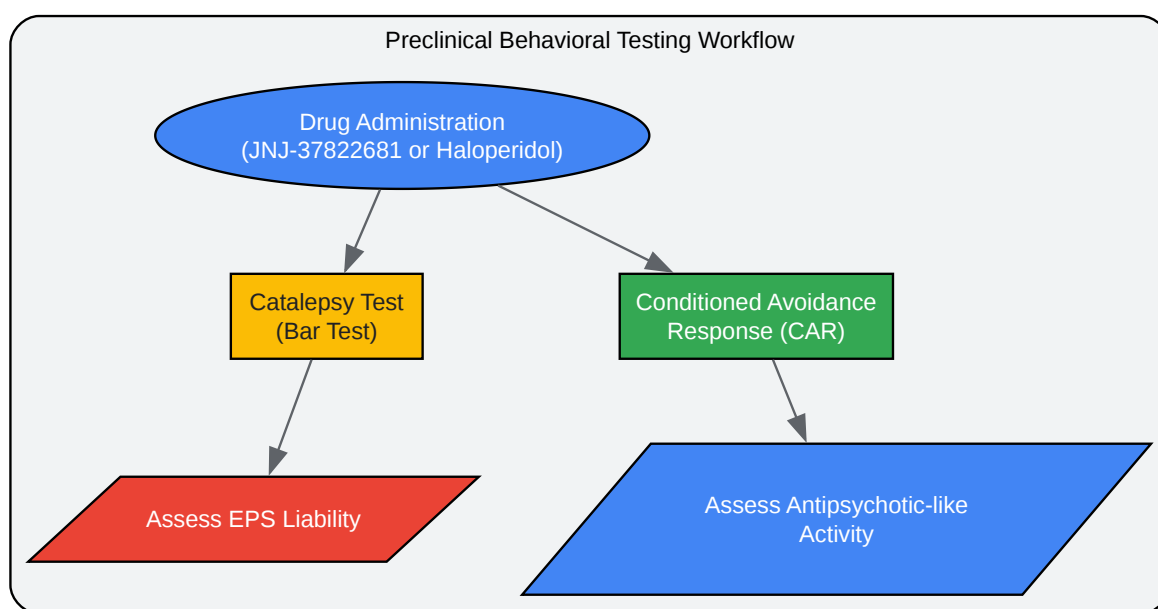 Preclinical Behavioral Testing Workflow
Drug Administration
(JNJ-37822681 or Haloperidol)
Catalepsy Test
(Bar Test)
Conditioned Avoidance
Response (CAR)
Assess EPS Liability
Assess Antipsychotic-like
Activity